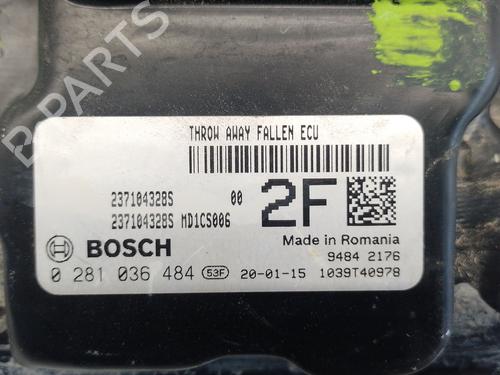 B-PARTS
THROW AWAY FALLEN ECU
237104328S 00
237104328S MD1CS006
2F
BOSCH
Made in Romania
9484 2176
0 281 036 484 53F 20-01-15 1039T40978